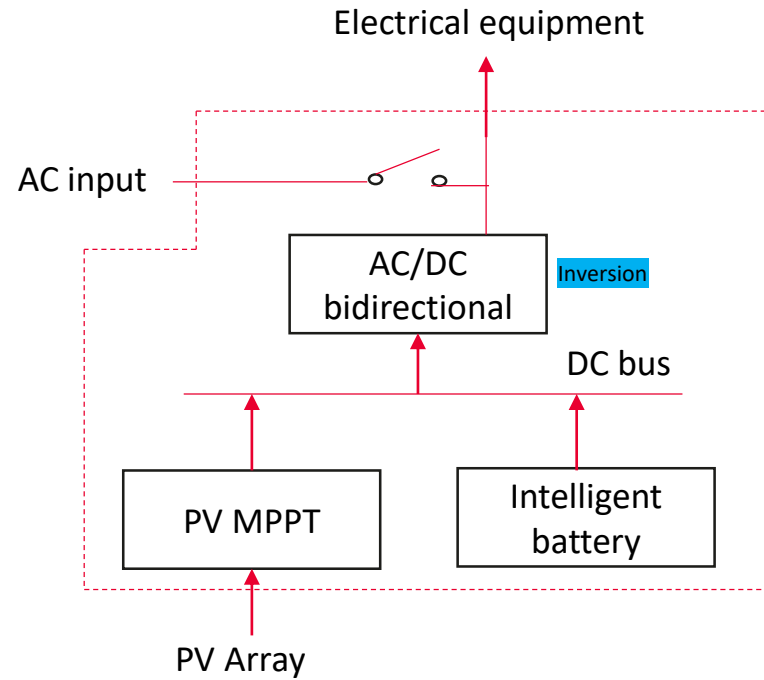 Electrical equipment
AC input
AC/DC
bidirectional
Inversion
DC bus
PV MPPT
Intelligent
battery
PV Array